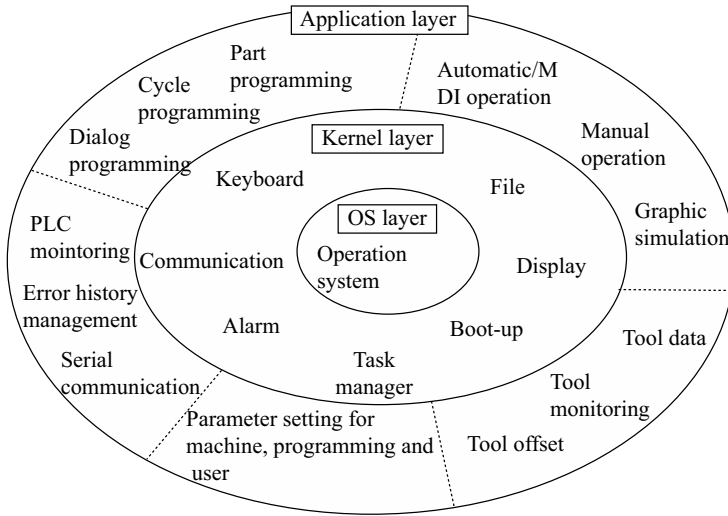 Application layer
Part
programming
Cycle
programming
Dialog
programming
Automatic/M
DI operation
Manual
operation
Graphic
simulation
Kernel layer
Keyboard
File
OS layer
Operation
system
Communication
Display
Alarm
Boot-up
Task
manager
PLC
mointoring
Error history
management
Serial
communication
Parameter setting for
machine, programming and
user
Tool data
Tool
monitoring
Tool offset